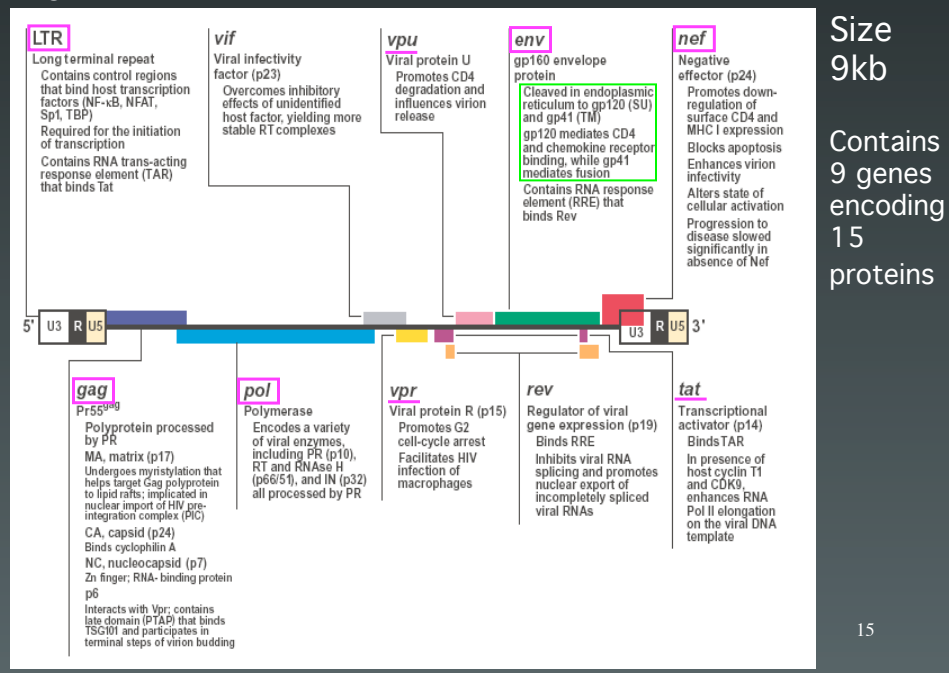 LTR
Long terminal repeat
Contains control regions
that bind host transcription
factors (NF-κB, NFAT,
Sp1, TBP)
Required for the initiation
of transcription
Contains RNA trans-acting
response element (TAR)
that binds Tat
vif
Viral infectivity
factor (p23)
Overcomes inhibitory
effects of unidentified
host factor, yielding more
stable RT complexes
vpu
Viral protein U
Promotes CD4
degradation and
influences virion
release
env
gp160 envelope
protein
Cleaved in endoplasmic
reticulum to gp120 (SU)
and gp41 (TM)
gp120 mediates CD4
and chemokine receptor
binding, while gp41
mediates fusion
Contains RNA response
element (RRE) that
binds Rev
nef
Negative
effector (p24)
Promotes down-
regulation of
surface CD4 and
MHC I expression
Blocks apoptosis
Enhances virion
infectivity
Alters state of
cellular activation
Progression to
disease slowed
significantly in
absence of Nef
Size
9kb
Contains
9 genes
encoding
15
proteins
5' U3 R U5
U3 R U5 3'
gag
Pr55gag
Polyprotein processed
by PR
MA, matrix (p17)
Undergoes myristylation that
helps target Gag polyprotein
to lipid rafts; implicated in
nuclear import of HIV pre-
integration complex (PIC)
CA, capsid (p24)
Binds cyclophilin A
NC, nucleocapsid (p7)
Zn finger; RNA- binding protein
p6
Interacts with Vpr; contains
late domain (PTAP) that binds
TSG101 and participates in
terminal steps of virion budding
pol
Polymerase
Encodes a variety
of viral enzymes,
including PR (p10),
RT and RNAse H
(p66/51), and IN (p32)
all processed by PR
vpr
Viral protein R (p15)
Promotes G2
cell-cycle arrest
Facilitates HIV
infection of
macrophages
rev
Regulator of viral
gene expression (p19)
Binds RRE
Inhibits viral RNA
splicing and promotes
nuclear export of
incompletely spliced
viral RNAs
tat
Transcriptional
activator (p14)
Binds TAR
In presence of
host cyclin T1
and CDK9,
enhances RNA
Pol II elongation
on the viral DNA
template
15